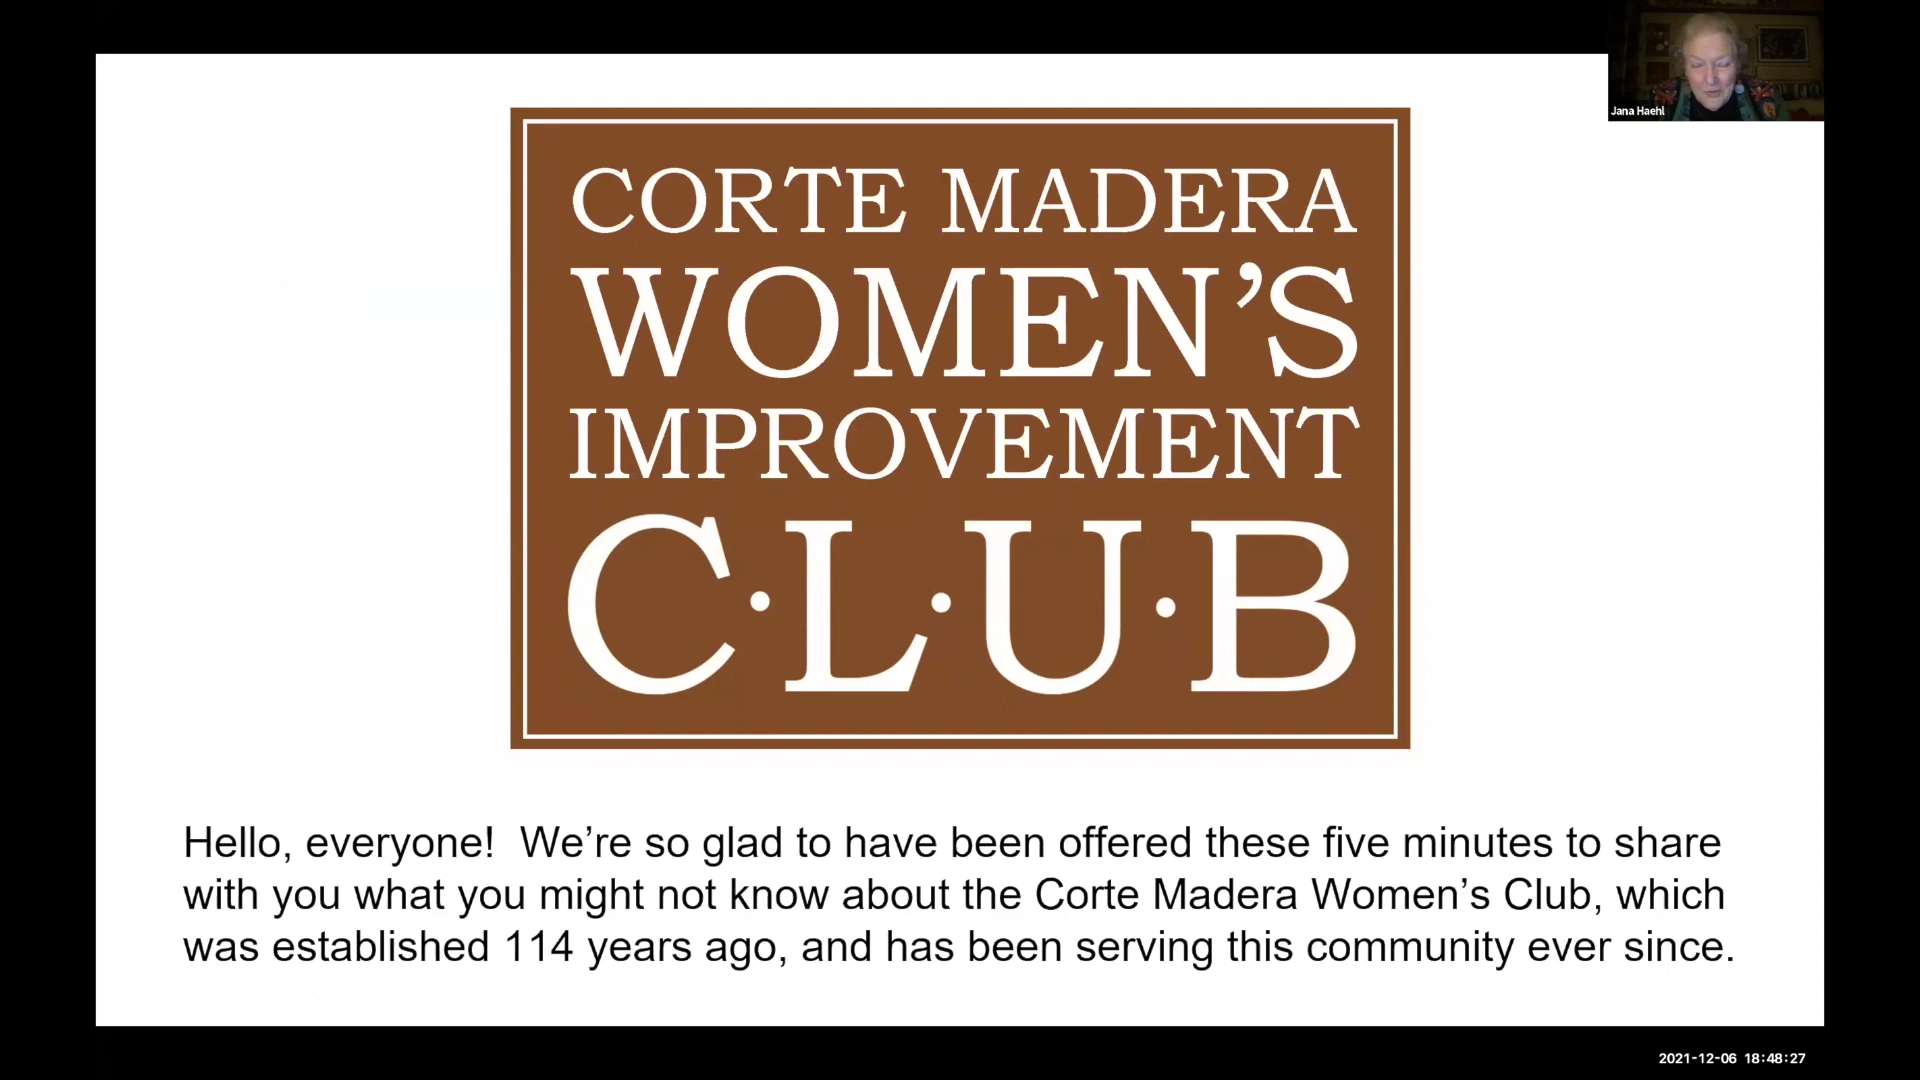 Jana Haehl
CORTE MADERA
WOMEN’S
IMPROVEMENT
C·L·U·B
Hello, everyone!  We’re so glad to have been offered these five minutes to share
with you what you might not know about the Corte Madera Women’s Club, which
was established 114 years ago, and has been serving this community ever since.
2021-12-06 18:48:27